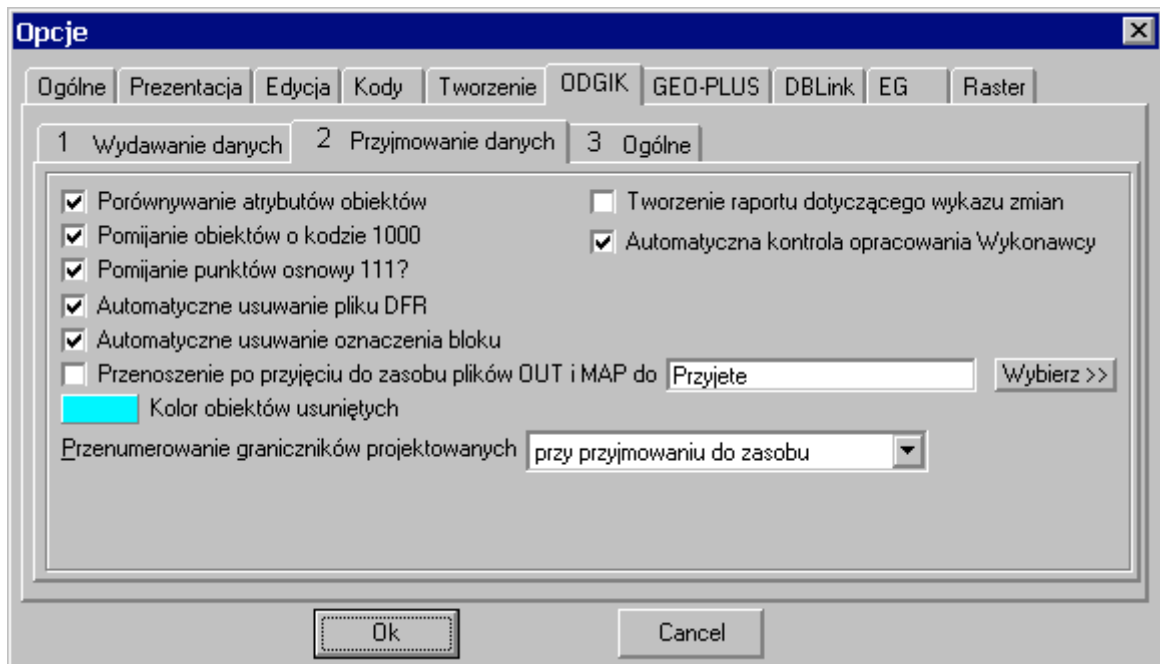 Opcje
Ogólne Prezentacja Edycja Kody Tworzenie ODGIK GEO-PLUS DBLink EG Raster
1 Wydawanie danych 2 Przyjmowanie danych 3 Ogólne
Porównywanie atrybutów obiektów
Tworzenie raportu dotyczącego wykazu zmian
Pomijanie obiektów o kodzie 1000
Automatyczna kontrola opracowania Wykonawcy
Pomijanie punktów osnowy 111?
Automatyczne usuwanie pliku DFR
Automatyczne usuwanie oznaczenia bloku
Przenoszenie po przyjęciu do zasobu plików OUT i MAP do Przyjete Wybierz >>
Kolor obiektów usuniętych
Przenumerowanie graniczników projektowanych przy przyjmowaniu do zasobu
Ok Cancel